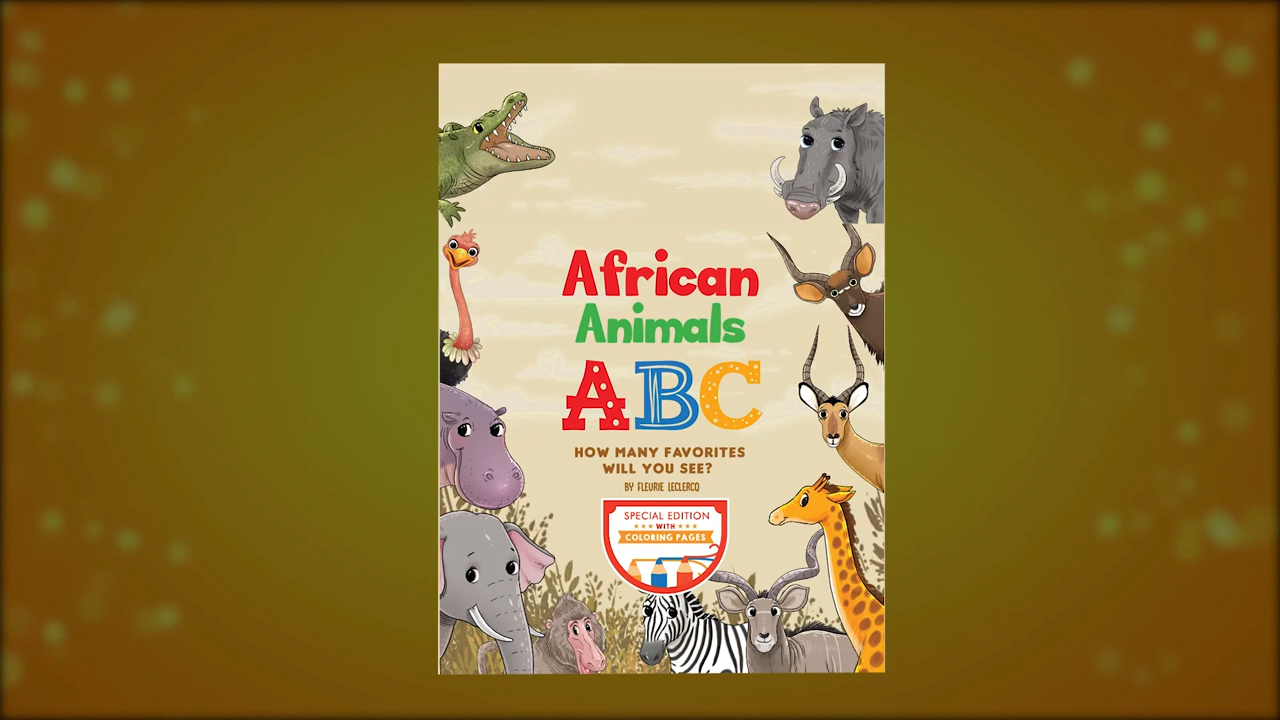 African
Animals
ABC
HOW MANY FAVORITES
WILL YOU SEE?
BY FLEURIE LECLERCQ
SPECIAL EDITION
WITH
COLORING PAGES